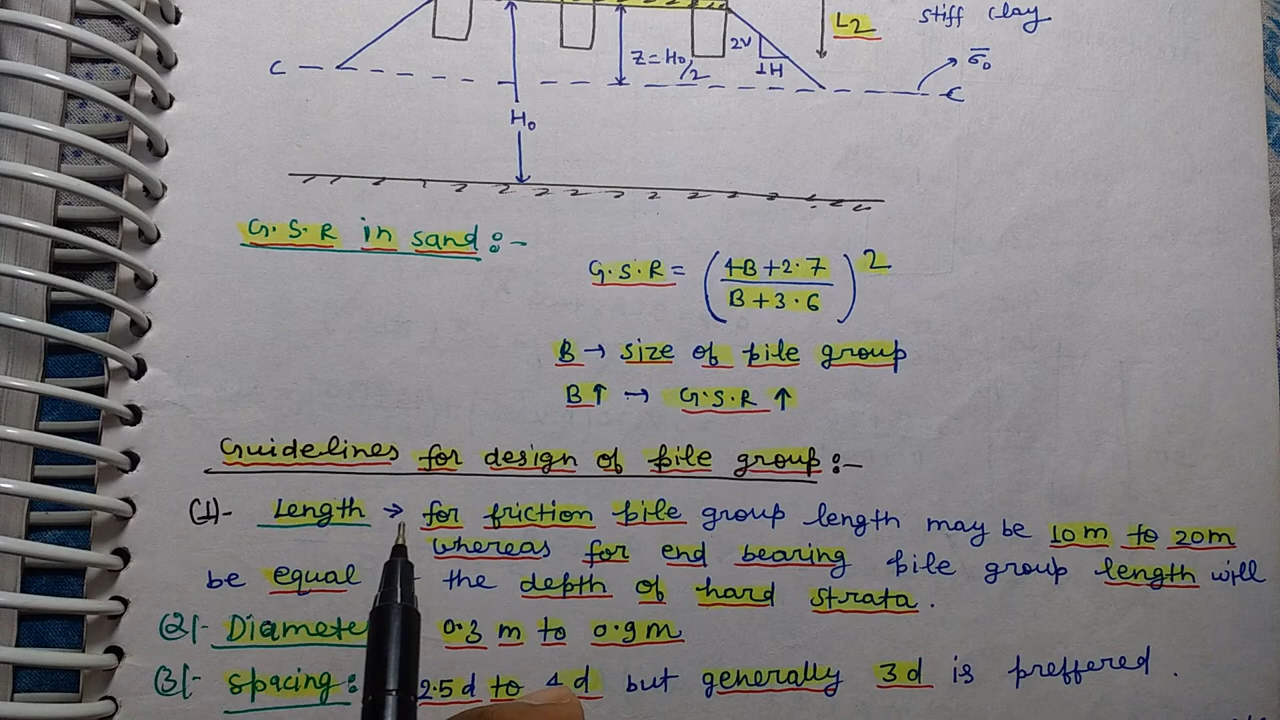 L2 stiff clay
2V
1H
Z = H0/2
σ̄0
C
C
H0
G.S.R in sand :-
G.S.R = (4B+2.7 / B+3.6)2
B → size of pile group
B↑ → G.S.R ↑
Guidelines for design of pile group :-
(1)- Length → for friction pile group length may be 10m to 20m
whereas for end bearing pile group length will
be equal the depth of hard strata.
(2)- Diamete 0.3 m to 0.9m
(3)- spacing: 2.5d to 4d but generally 3d is preffered.